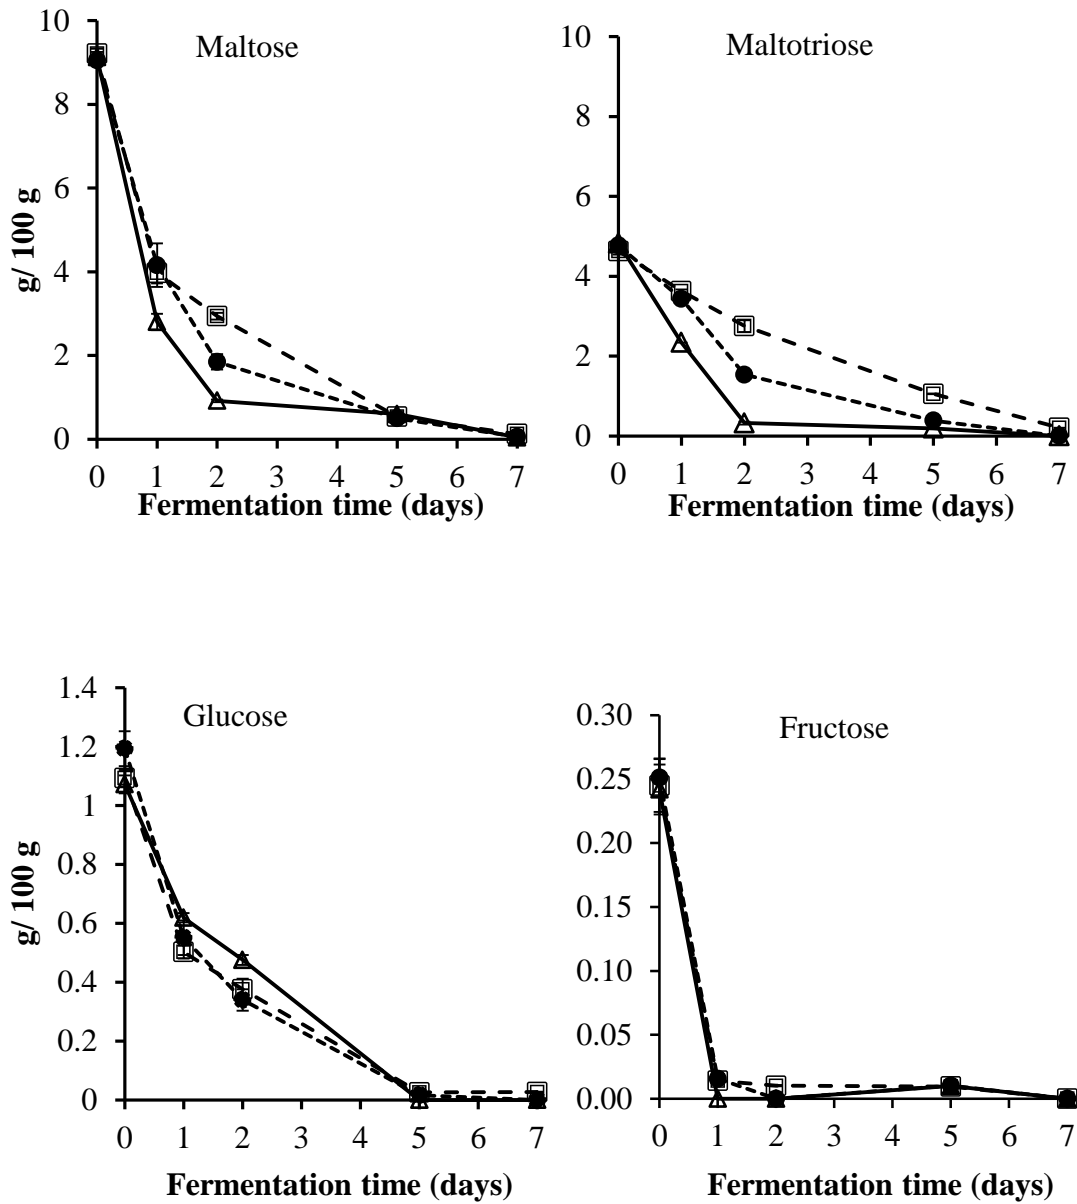 Maltose
10
8
6
4
2
0
g/ 100 g
0 1 2 3 4 5 6 7
Fermentation time (days)
Maltotriose
10
8
6
4
2
0
0 1 2 3 4 5 6 7
Fermentation time (days)
Glucose
1.4
1.2
1
0.8
0.6
0.4
0.2
0
g/ 100 g
0 1 2 3 4 5 6 7
Fermentation time (days)
Fructose
0.30
0.25
0.20
0.15
0.10
0.05
0.00
0 1 2 3 4 5 6 7
Fermentation time (days)